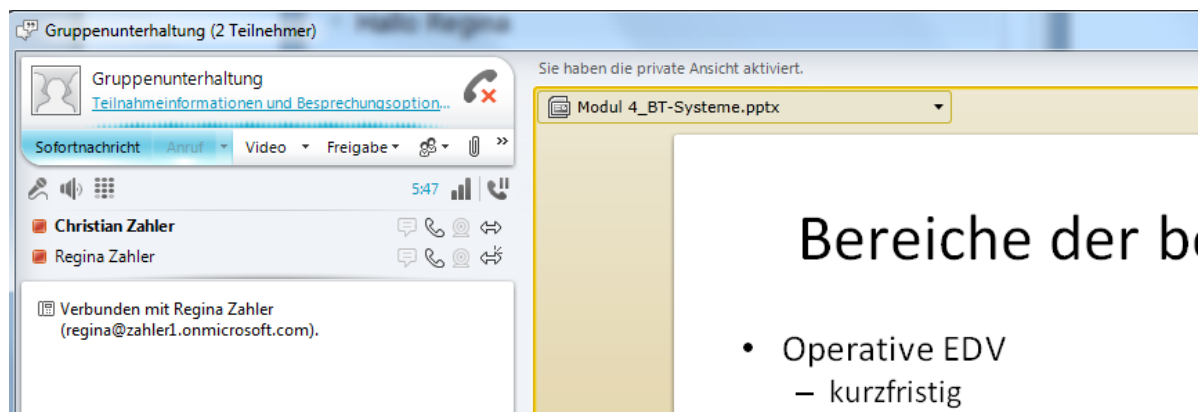 Gruppenunterhaltung (2 Teilnehmer)
Hallo Regina
Gruppenunterhaltung
Teilnahmeinformationen und Besprechungsoption...
Sofortnachricht Anruf Video Freigabe
5:47
Christian Zahler
Regina Zahler
Verbunden mit Regina Zahler
(regina@zahler1.onmicrosoft.com).
Sie haben die private Ansicht aktiviert.
Modul 4_BT-Systeme.pptx
Bereiche der
• Operative EDV
– kurzfristig